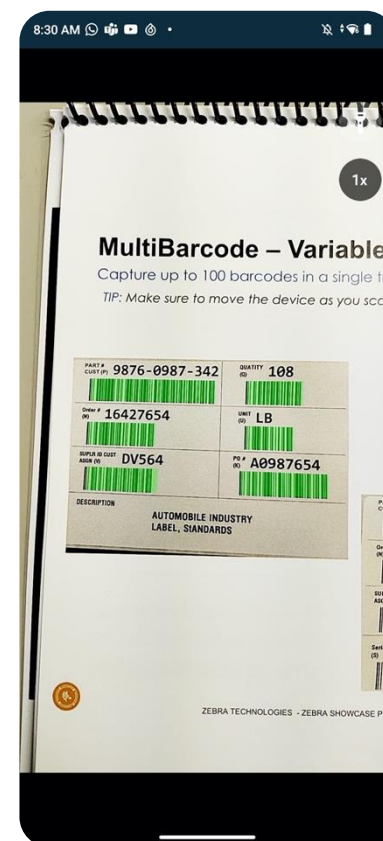 8:30 AM
1x
MultiBarcode – Variable
Capture up to 100 barcodes in a single
TIP: Make sure to move the device as you
PART # CUST (P) 9876-0987-342
QUATITY (Q) 108
Order # 16427654
UNIT (U) LB
SUPLR ID CUST ASGN (V) DV564
PO # (K) A0987654
DESCRIPTION
AUTOMOBILE INDUSTRY
LABEL, StANDARDS
Seri
(S)
ZEBRA TECHNOLOGIES - ZEBRA SHOWCASE